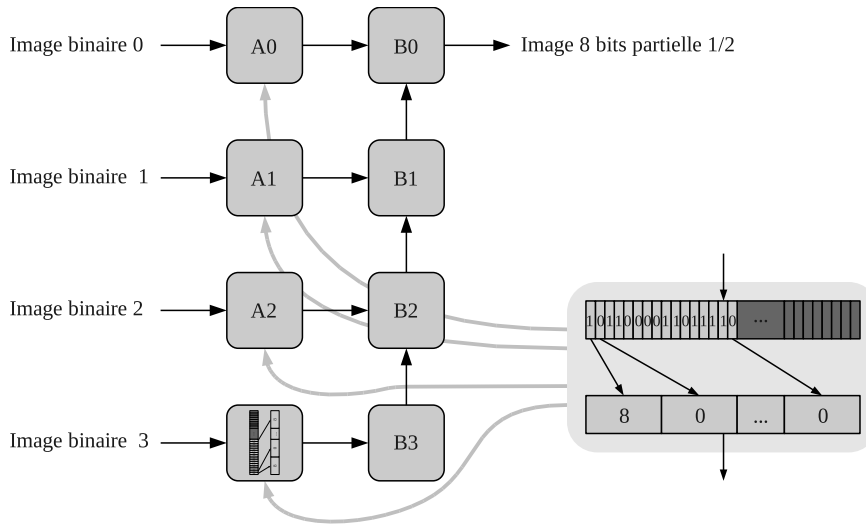 Image binaire 0
A0
B0
Image 8 bits partielle 1/2
Image binaire 1
A1
B1
Image binaire 2
A2
B2
1 0 1 1 0 0 0 0 1 1 0 1 1 1 1 0 ...
8 0 ... 0
Image binaire 3
B3